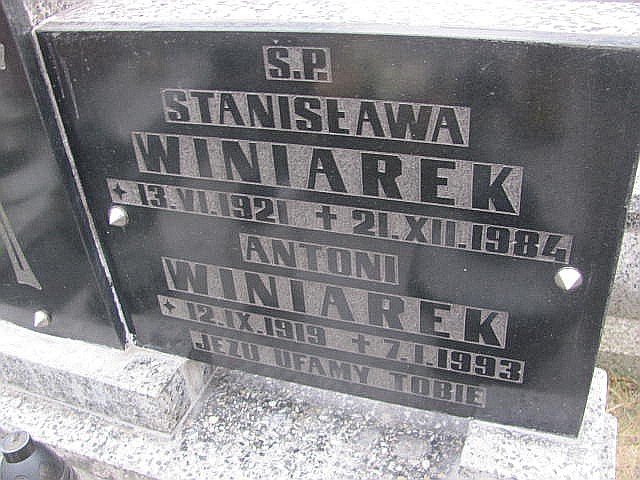 Ś.P.
STANISŁAWA
WINIAREK
✦ 13.VI.1921 ✝ 21.XII.1984
ANTONI
WINIAREK
✦ 12.IX.1919 ✝ 7.I.1993
JEZU UFAMY TOBIE